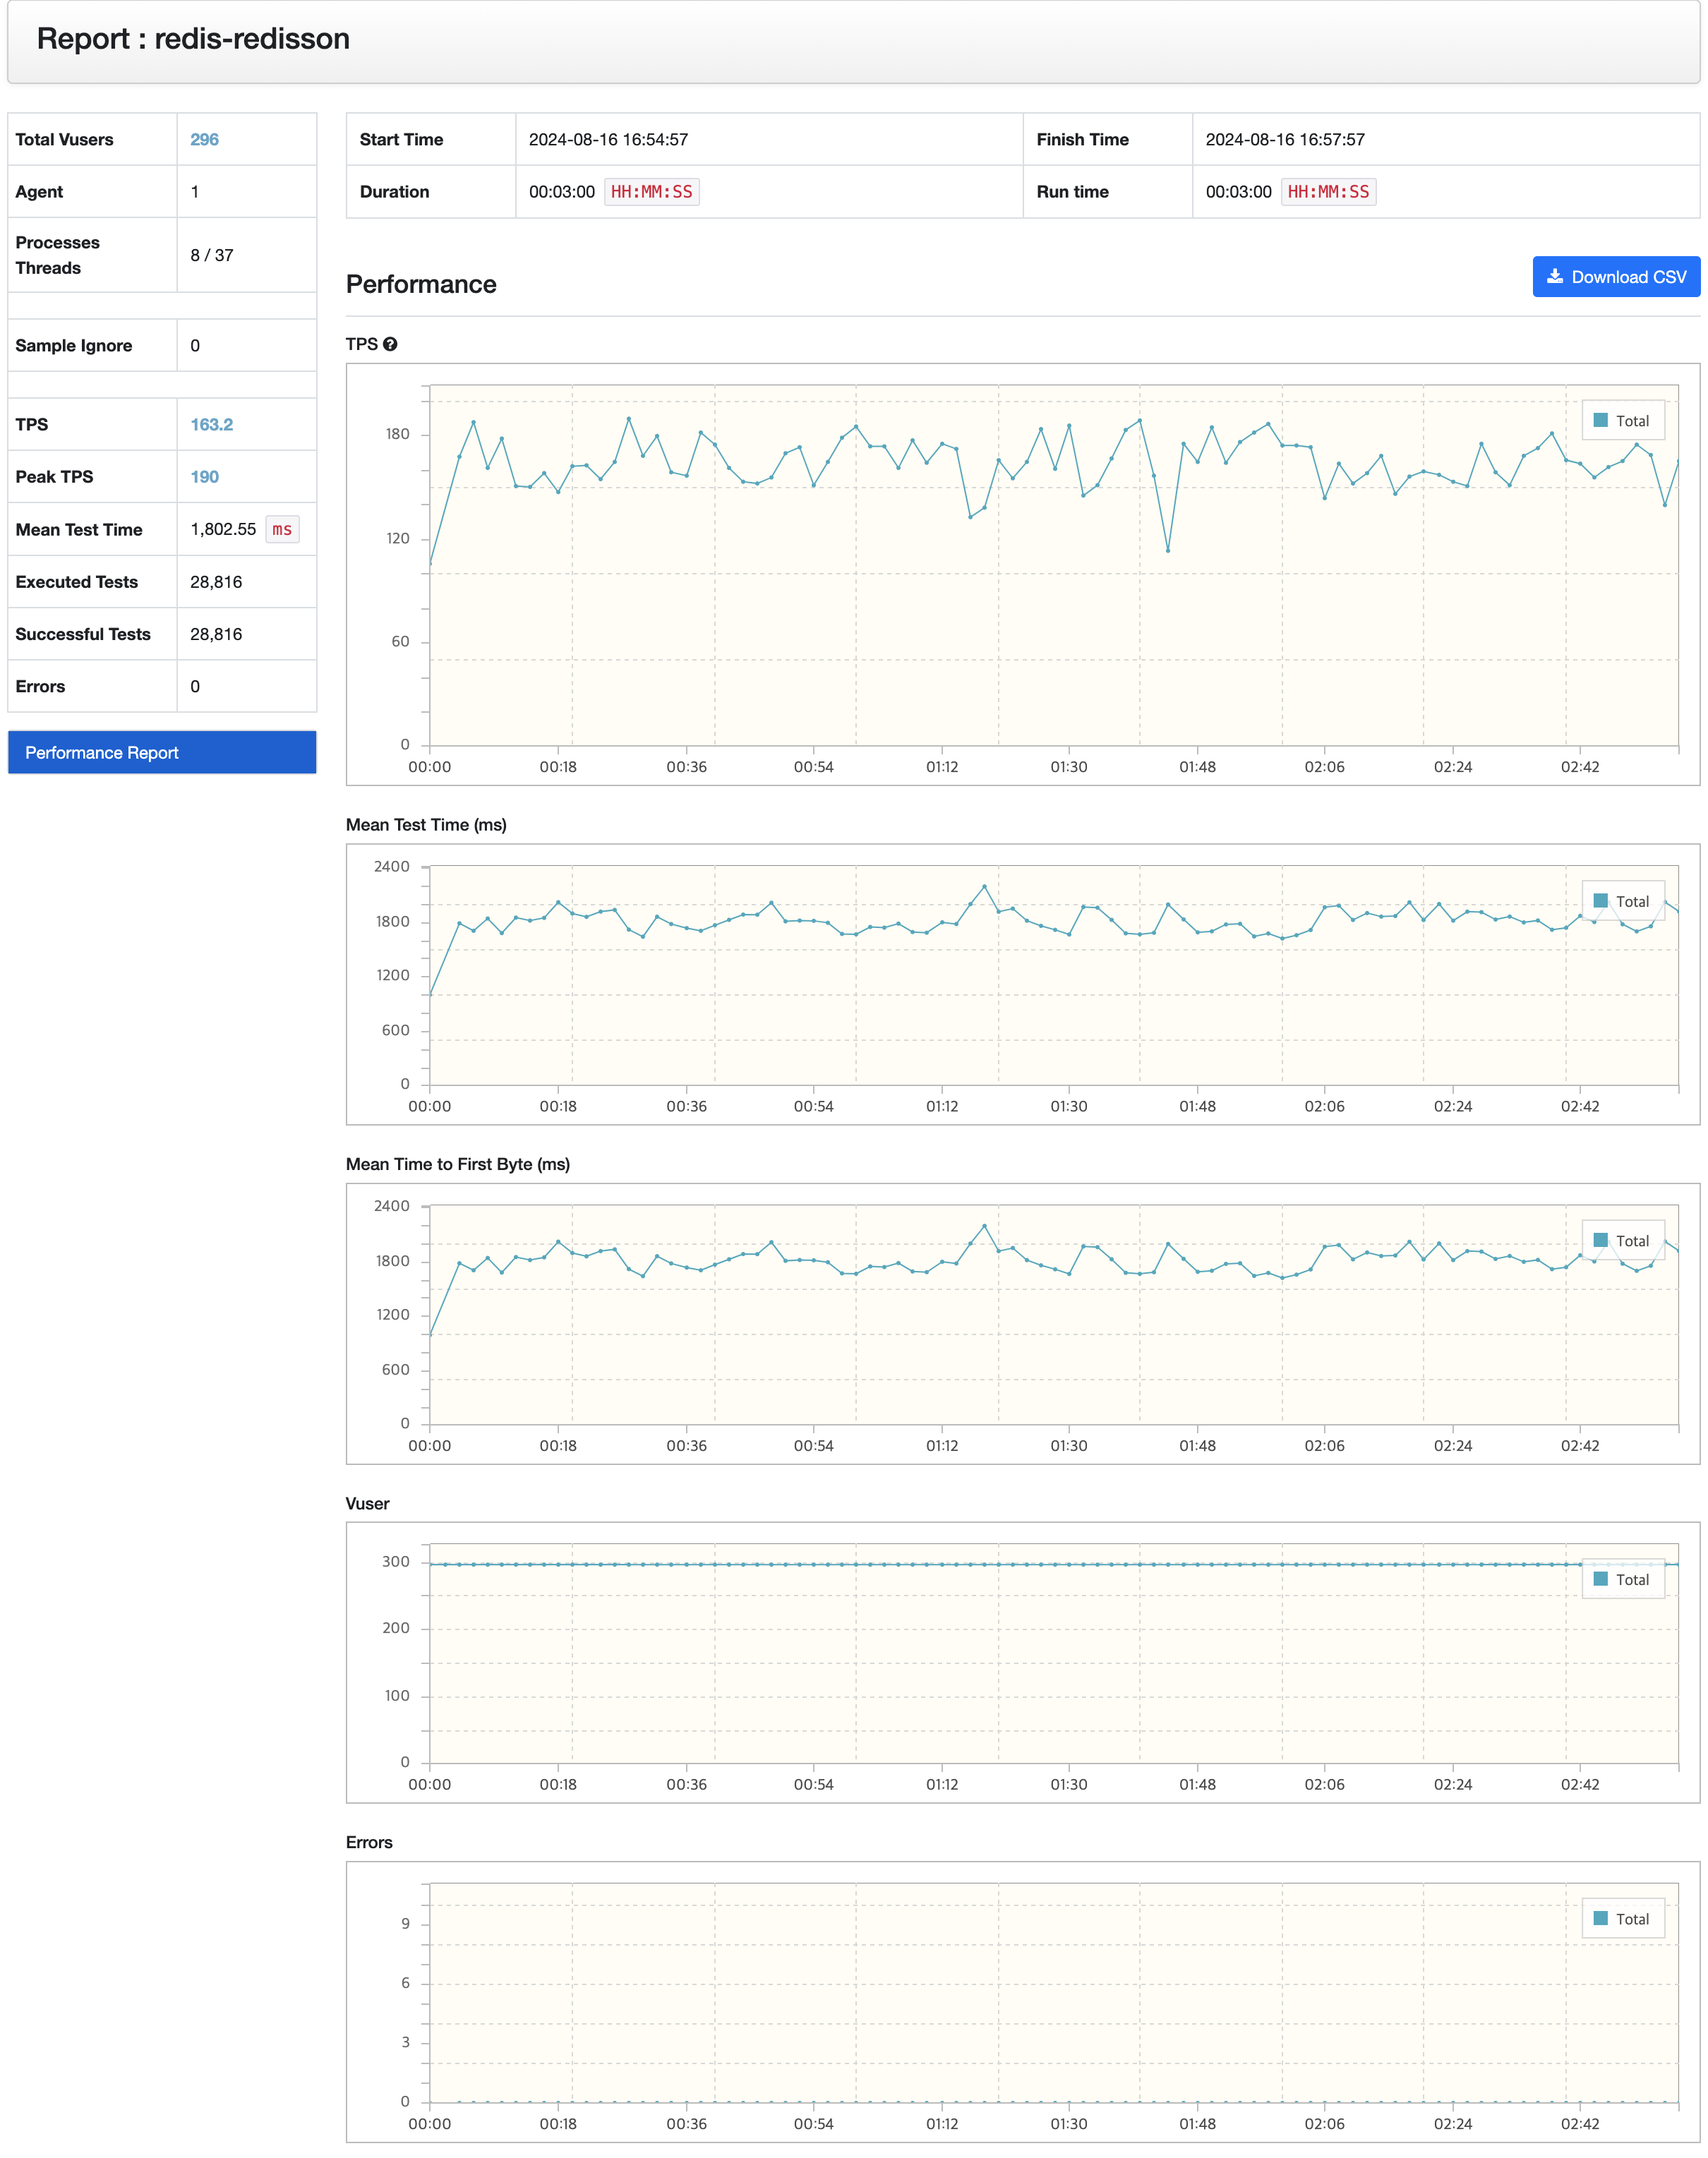 Report : redis-redisson
Total Vusers 296
Agent 1
Processes
Threads 8 / 37
Sample Ignore 0
TPS 163.2
Peak TPS 190
Mean Test Time 1,802.55 ms
Executed Tests 28,816
Successful Tests 28,816
Errors 0
Performance Report
Start Time 2024-08-16 16:54:57 Finish Time 2024-08-16 16:57:57
Duration 00:03:00 HH:MM:SS Run time 00:03:00 HH:MM:SS
Performance
Download CSV
TPS ?
Total
180
120
60
0
00:00 00:18 00:36 00:54 01:12 01:30 01:48 02:06 02:24 02:42
Mean Test Time (ms)
2400
Total
1800
1200
600
0
00:00 00:18 00:36 00:54 01:12 01:30 01:48 02:06 02:24 02:42
Mean Time to First Byte (ms)
2400
Total
1800
1200
600
0
00:00 00:18 00:36 00:54 01:12 01:30 01:48 02:06 02:24 02:42
Vuser
300
Total
200
100
0
00:00 00:18 00:36 00:54 01:12 01:30 01:48 02:06 02:24 02:42
Errors
Total
9
6
3
0
00:00 00:18 00:36 00:54 01:12 01:30 01:48 02:06 02:24 02:42